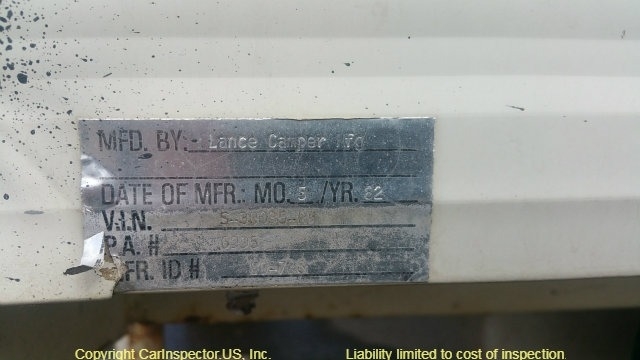 MFD. BY:- Lance Camper Mfg
DATE OF MFR.: MO. 5 /YR. 82
V.I.N.
P.A. #
MFR. ID #
Copyright CarInspector.US, Inc. Liability limited to cost of inspection